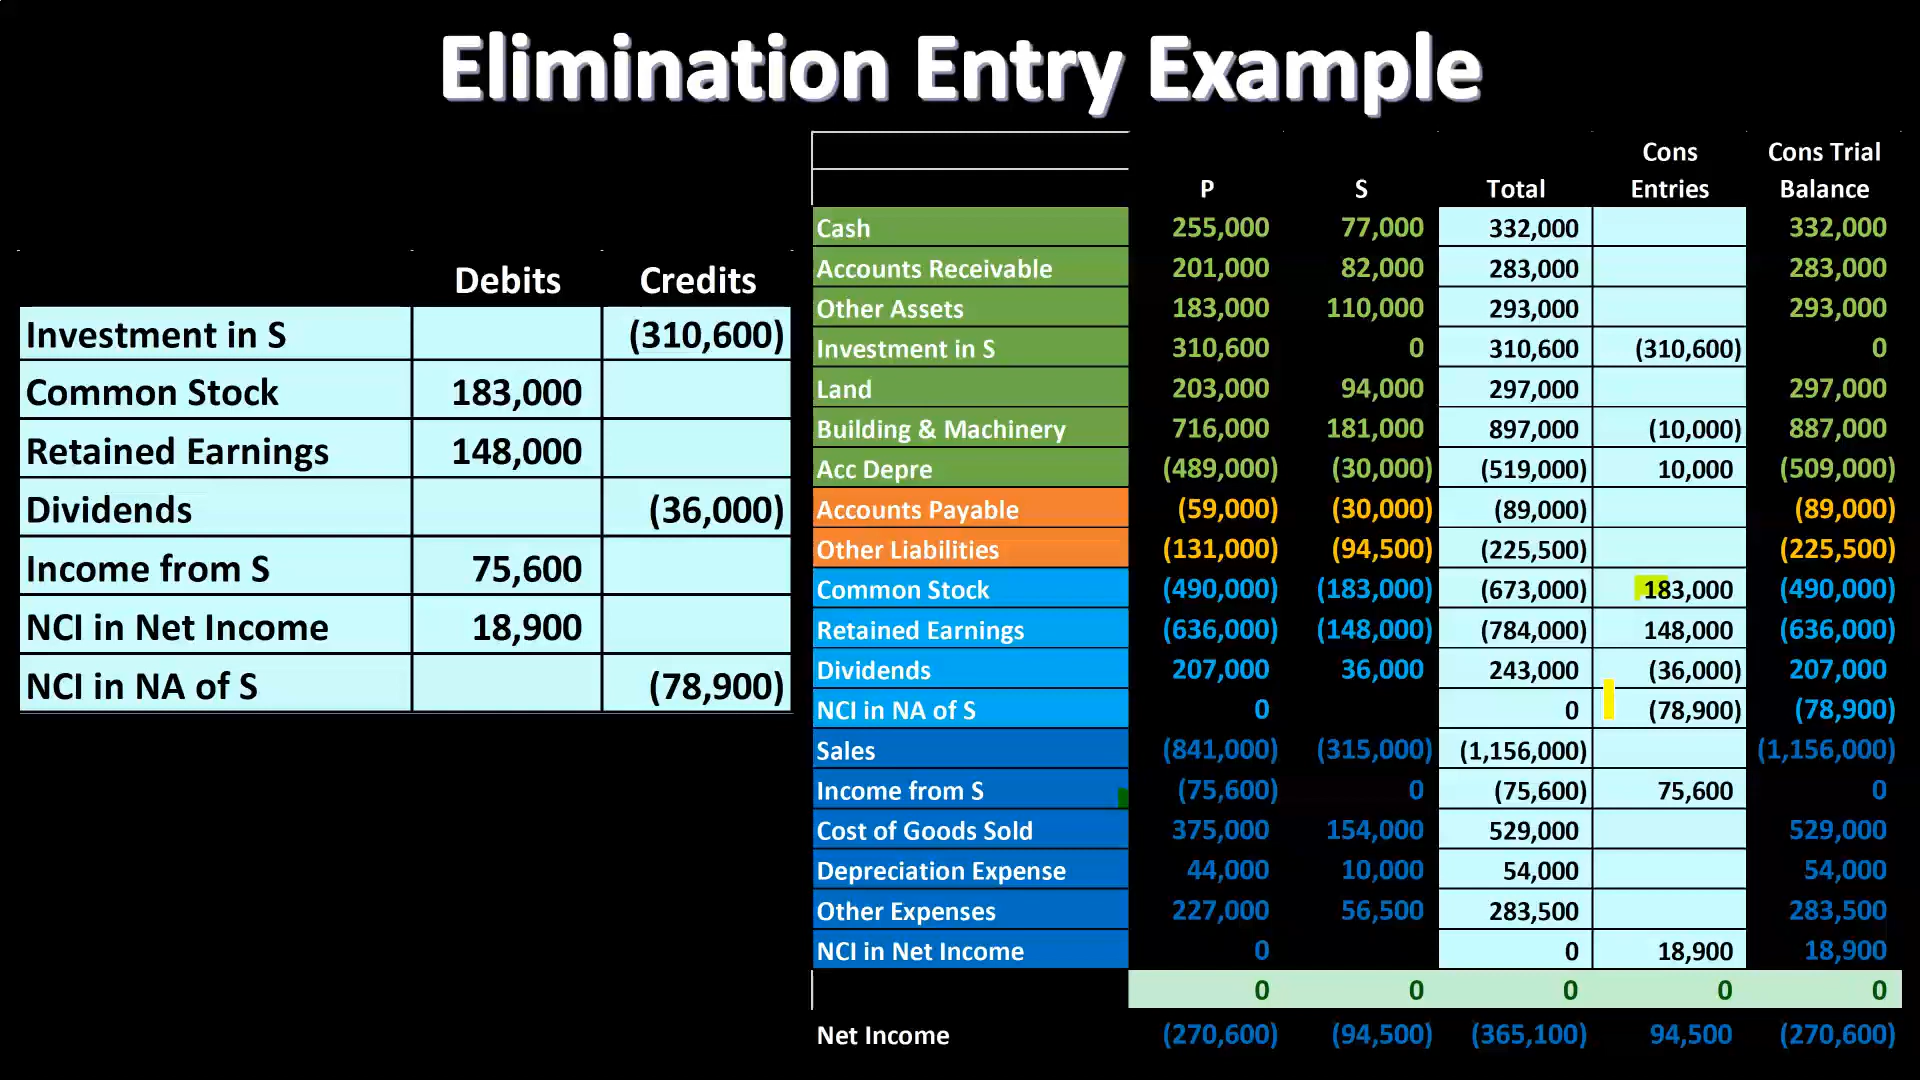 Elimination Entry Example
Debits Credits
Investment in S (310,600)
Common Stock 183,000
Retained Earnings 148,000
Dividends (36,000)
Income from S 75,600
NCI in Net Income 18,900
NCI in NA of S (78,900)
Cons Cons Trial
P S Total Entries Balance
Cash 255,000 77,000 332,000 332,000
Accounts Receivable 201,000 82,000 283,000 283,000
Other Assets 183,000 110,000 293,000 293,000
Investment in S 310,600 0 310,600 (310,600) 0
Land 203,000 94,000 297,000 297,000
Building & Machinery 716,000 181,000 897,000 (10,000) 887,000
Acc Depre (489,000) (30,000) (519,000) 10,000 (509,000)
Accounts Payable (59,000) (30,000) (89,000) (89,000)
Other Liabilities (131,000) (94,500) (225,500) (225,500)
Common Stock (490,000) (183,000) (673,000) 183,000 (490,000)
Retained Earnings (636,000) (148,000) (784,000) 148,000 (636,000)
Dividends 207,000 36,000 243,000 (36,000) 207,000
NCI in NA of S 0 0 (78,900) (78,900)
Sales (841,000) (315,000) (1,156,000) (1,156,000)
Income from S (75,600) 0 (75,600) 75,600 0
Cost of Goods Sold 375,000 154,000 529,000 529,000
Depreciation Expense 44,000 10,000 54,000 54,000
Other Expenses 227,000 56,500 283,500 283,500
NCI in Net Income 0 0 18,900 18,900
0 0 0 0 0
Net Income (270,600) (94,500) (365,100) 94,500 (270,600)